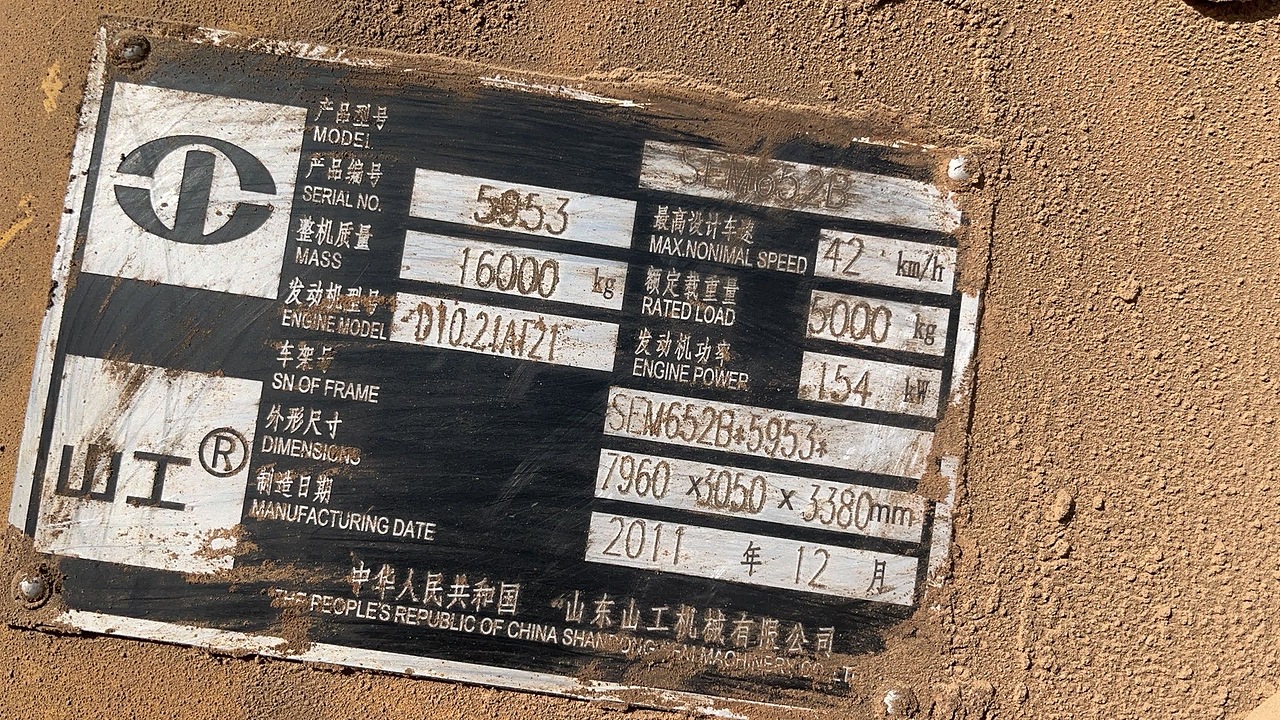 产品型号
MODEL SEM652B
产品编号
SERIAL NO. 5953
最高设计车速
MAX.NONIMAL SPEED 42 km/h
整机质量
MASS 16000 kg
额定载重量
RATED LOAD 5000 kg
发动机型号
ENGINE MODEL
发动机功率
ENGINE POWER 154 kW
车架号
SN OF FRAME SEM652B*5953*
外形尺寸
DIMENSIONS 7960 x 3050 x 3380mm
制造日期
MANUFACTURING DATE 2011 年 12 月
山工®
中华人民共和国 山东山工机械有限公司
THE PEOPLE'S REPUBLIC OF CHINA MACHINERY CO